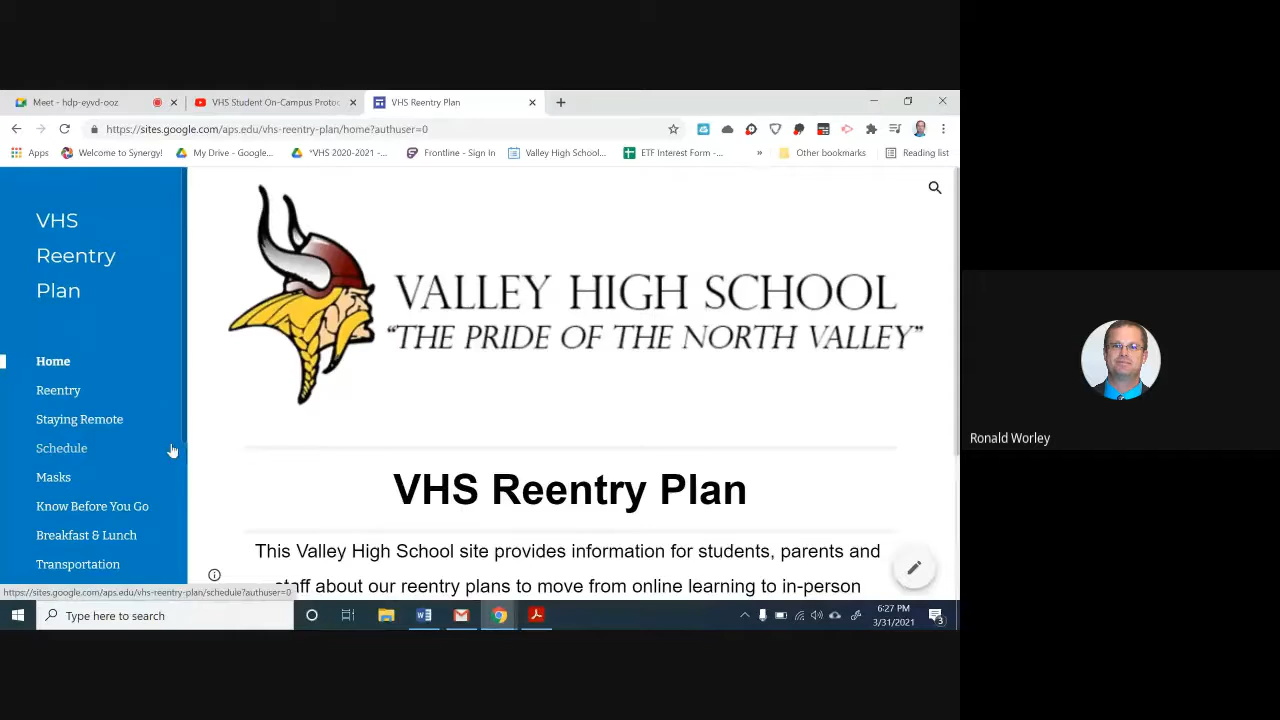 Meet - hdp-eyvd-ooz
VHS Student On-Campus Proto
VHS Reentry Plan
https://sites.google.com/aps.edu/vhs-reentry-plan/home?authuser=0
Apps
Welcome to Synergy!
My Drive - Google...
*VHS 2020-2021 -...
Frontline - Sign In
Valley High School...
ETF Interest Form -...
»
Other bookmarks
Reading list
VHS
Reentry
Plan
Home
Reentry
Staying Remote
Schedule
Masks
Know Before You Go
Breakfast & Lunch
Transportation
VALLEY HIGH SCHOOL
“THE PRIDE OF THE NORTH VALLEY”
VHS Reentry Plan
This Valley High School site provides information for students, parents and
staff about our reentry plans to move from online learning to in-person
https://sites.google.com/aps.edu/vhs-reentry-plan/schedule?authuser=0
Type here to search
6:27 PM
3/31/2021
3
Ronald Worley